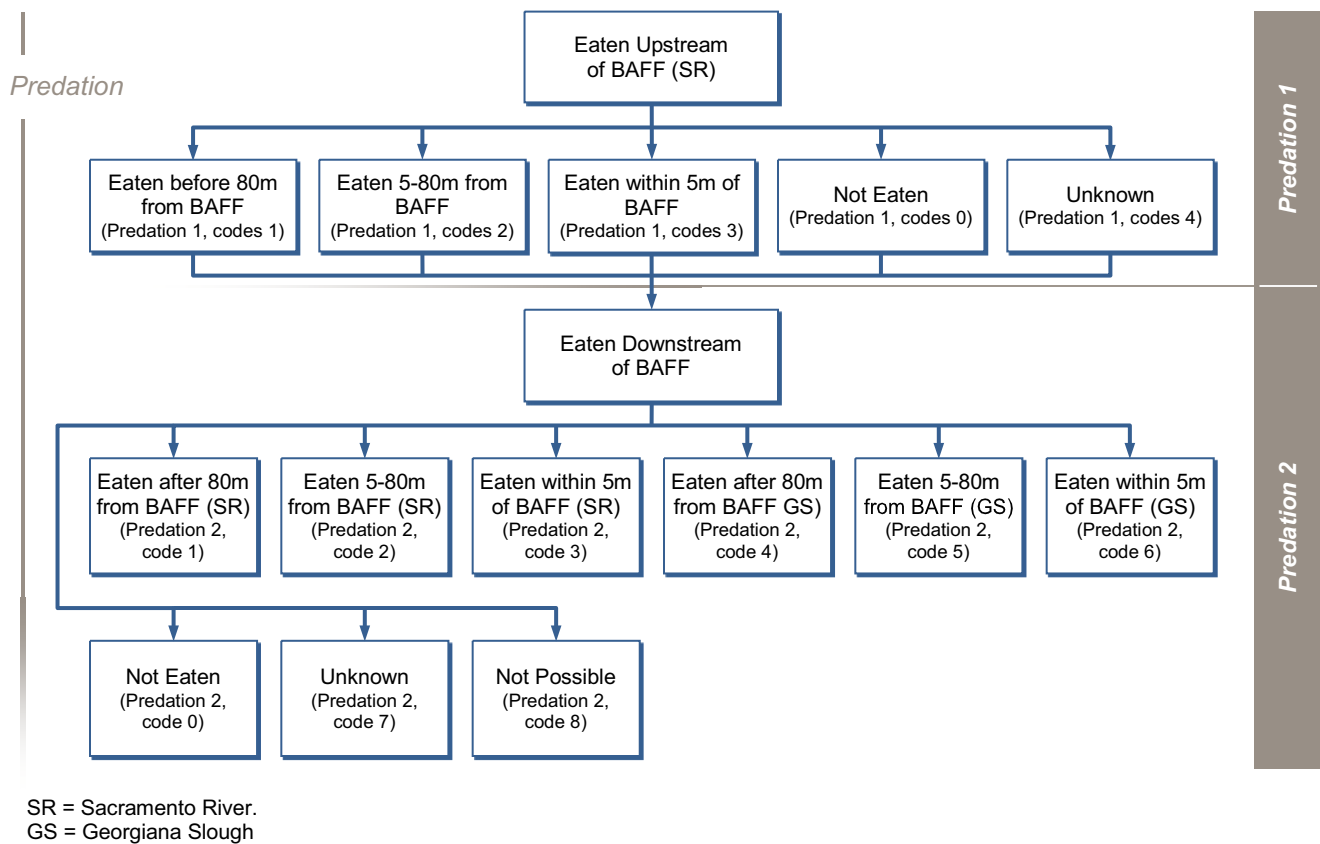 Predation
Eaten Upstream
of BAFF (SR)
Predation 1
Eaten before 80m
from BAFF
(Predation 1, codes 1)
Eaten 5-80m from
BAFF
(Predation 1, codes 2)
Eaten within 5m of
BAFF
(Predation 1, codes 3)
Not Eaten
(Predation 1, codes 0)
Unknown
(Predation 1, codes 4)
Eaten Downstream
of BAFF
Predation 2
Eaten after 80m
from BAFF (SR)
(Predation 2,
code 1)
Eaten 5-80m
from BAFF (SR)
(Predation 2,
code 2)
Eaten within 5m
of BAFF (SR)
(Predation 2,
code 3)
Eaten after 80m
from BAFF GS)
(Predation 2,
code 4)
Eaten 5-80m
from BAFF (GS)
(Predation 2,
code 5)
Eaten within 5m
of BAFF (GS)
(Predation 2,
code 6)
Not Eaten
(Predation 2,
code 0)
Unknown
(Predation 2,
code 7)
Not Possible
(Predation 2,
code 8)
SR = Sacramento River.
GS = Georgiana Slough